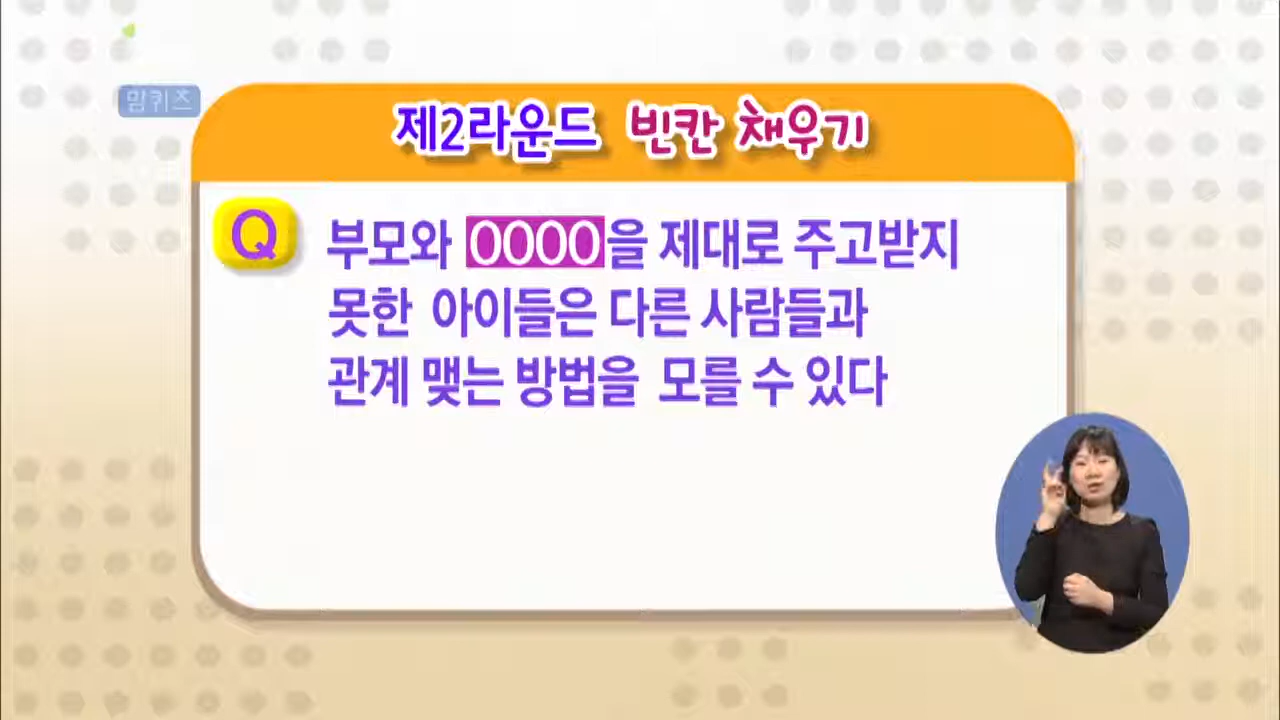 맘퀴즈
제2라운드 빈칸 채우기
Q 부모와 OOOO을 제대로 주고받지
못한 아이들은 다른 사람들과
관계 맺는 방법을 모를 수 있다